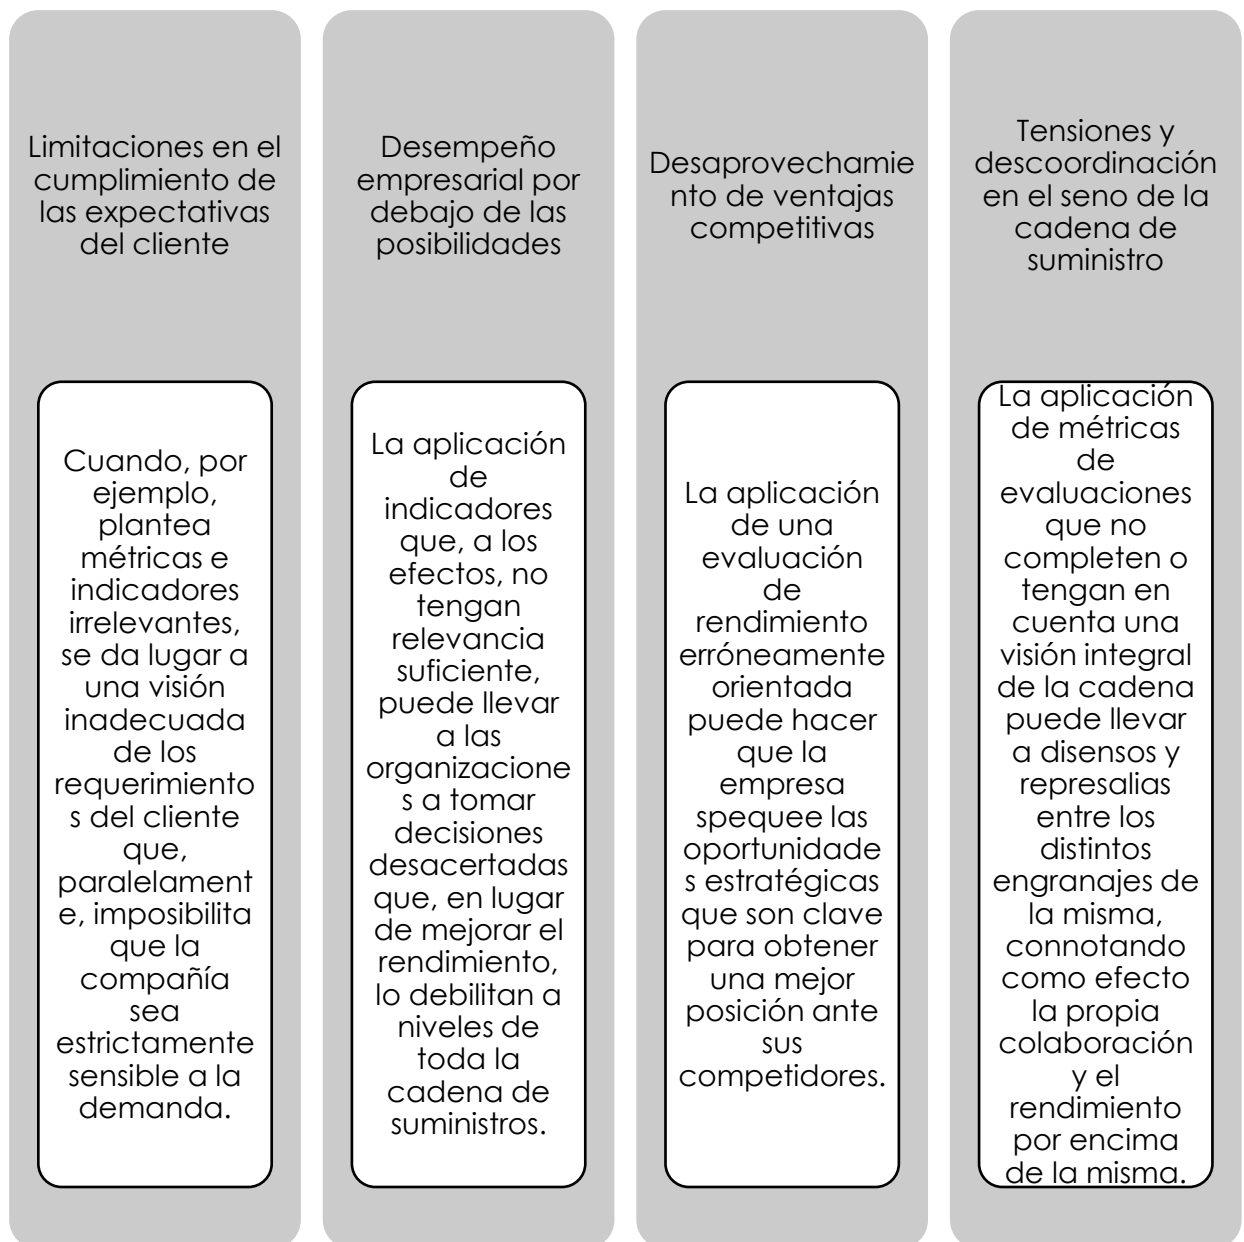 Limitaciones en el
cumplimiento de
las expectativas
del cliente
Cuando, por
ejemplo,
plantea
métricas e
indicadores
irrelevantes,
se da lugar a
una visión
inadecuada
de los
requerimiento
s del cliente
que,
paralelament
e, imposibilita
que la
compañía
sea
estrictamente
sensible a la
demanda.
Desempeño
empresarial por
debajo de las
posibilidades
La aplicación
de
indicadores
que, a los
efectos, no
tengan
relevancia
suficiente,
puede llevar
a las
organizacione
s a tomar
decisiones
desacertadas
que, en lugar
de mejorar el
rendimiento,
lo debilitan a
niveles de
toda la
cadena de
suministros.
Desaprovechamie
nto de ventajas
competitivas
La aplicación
de una
evaluación
de
rendimiento
erróneamente
orientada
puede hacer
que la
empresa
spequee las
oportunidade
s estratégicas
que son clave
para obtener
una mejor
posición ante
sus
competidores.
Tensiones y
descoordinación
en el seno de la
cadena de
suministro
La aplicación
de métricas
de
evaluaciones
que no
completen o
tengan en
cuenta una
visión integral
de la cadena
puede llevar
a disensos y
represalias
entre los
distintos
engranajes de
la misma,
connotando
como efecto
la propia
colaboración
y el
rendimiento
por encima
de la misma.